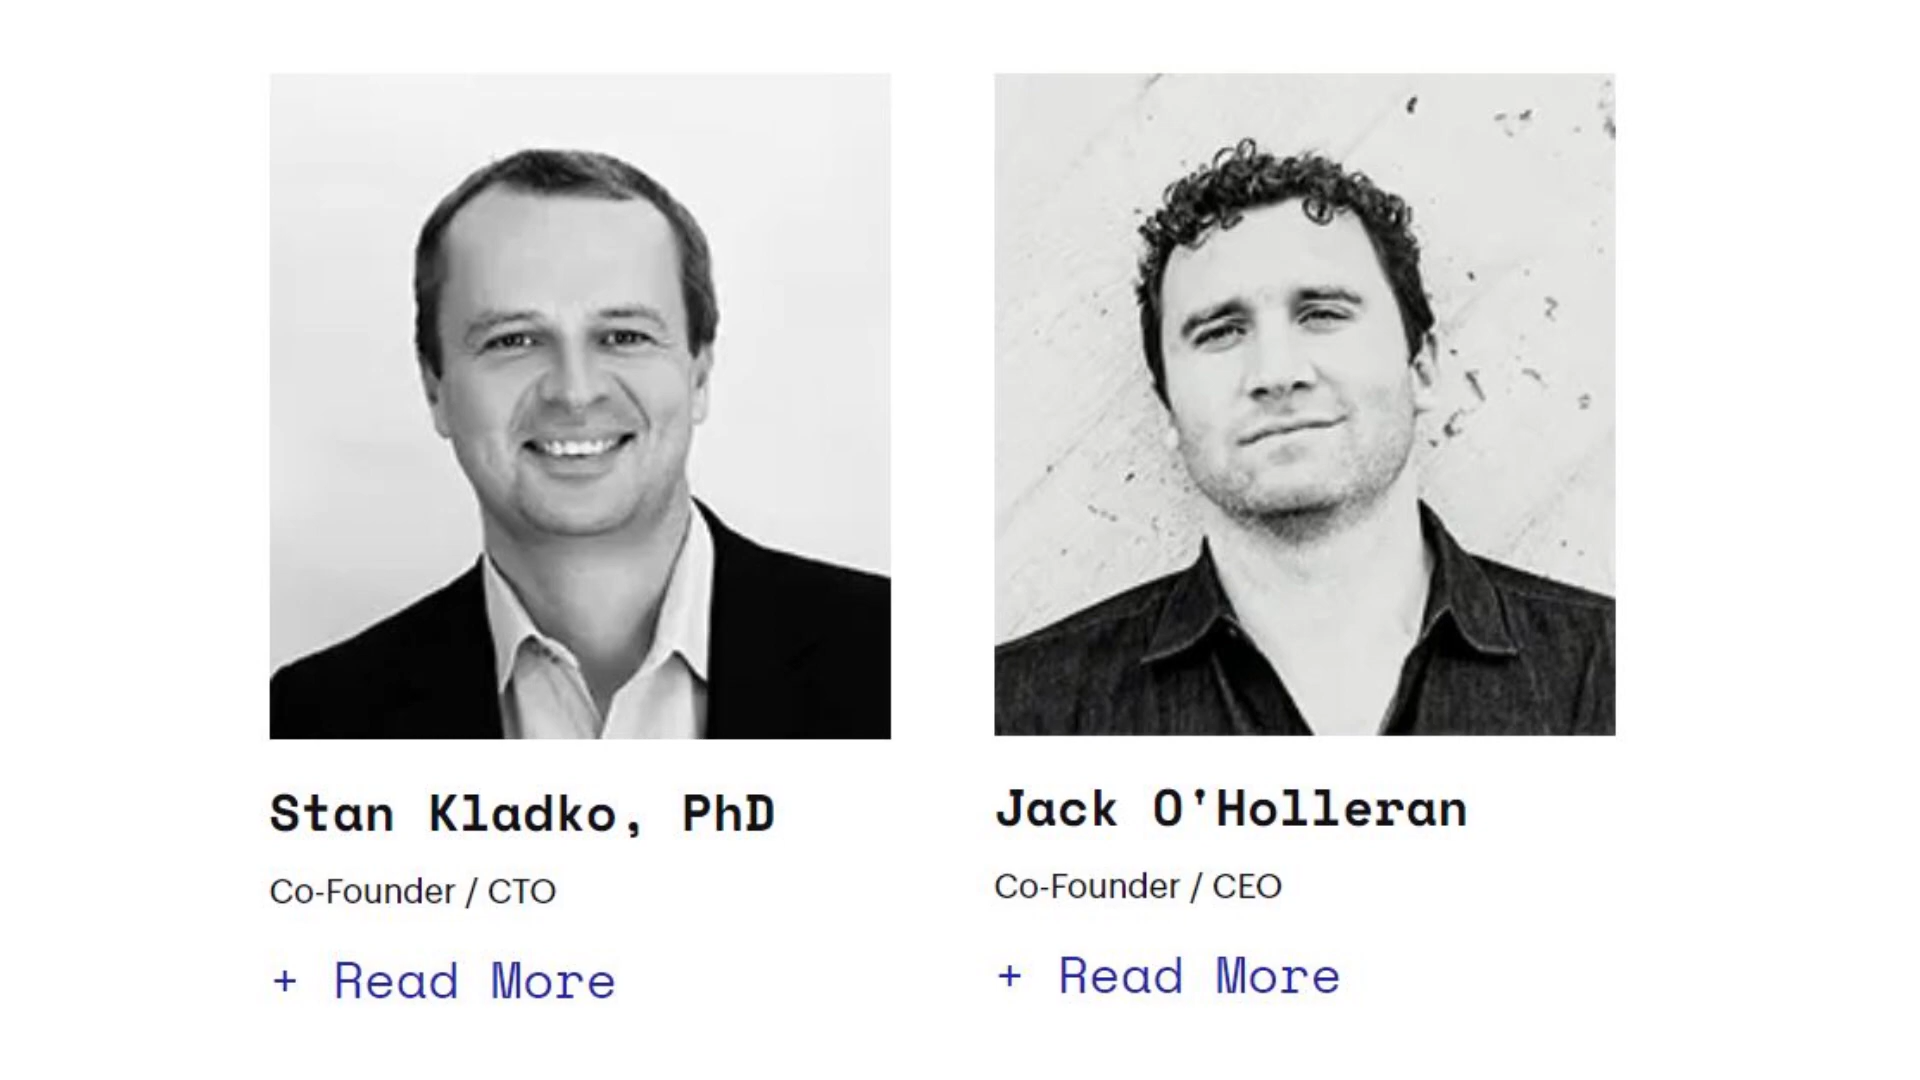 Stan Kladko, PhD
Co-Founder / CTO
+ Read More
Jack O'Holleran
Co-Founder / CEO
+ Read More